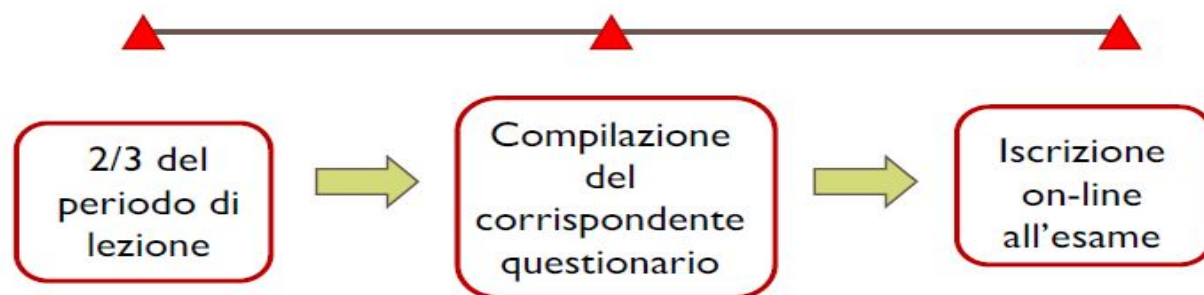 2/3 del
periodo di
lezione
Compilazione
del
corrispondente
questionario
Iscrizione
on-line
all'esame